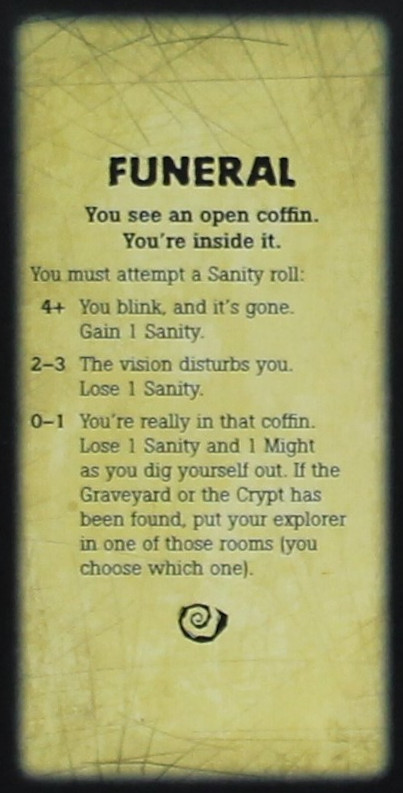 FUNERAL
You see an open coffin.
You're inside it.
You must attempt a Sanity roll:
4+ You blink, and it's gone.
Gain 1 Sanity.
2–3 The vision disturbs you.
Lose 1 Sanity.
0–1 You're really in that coffin.
Lose 1 Sanity and 1 Might
as you dig yourself out. If the
Graveyard or the Crypt has
been found, put your explorer
in one of those rooms (you
choose which one).